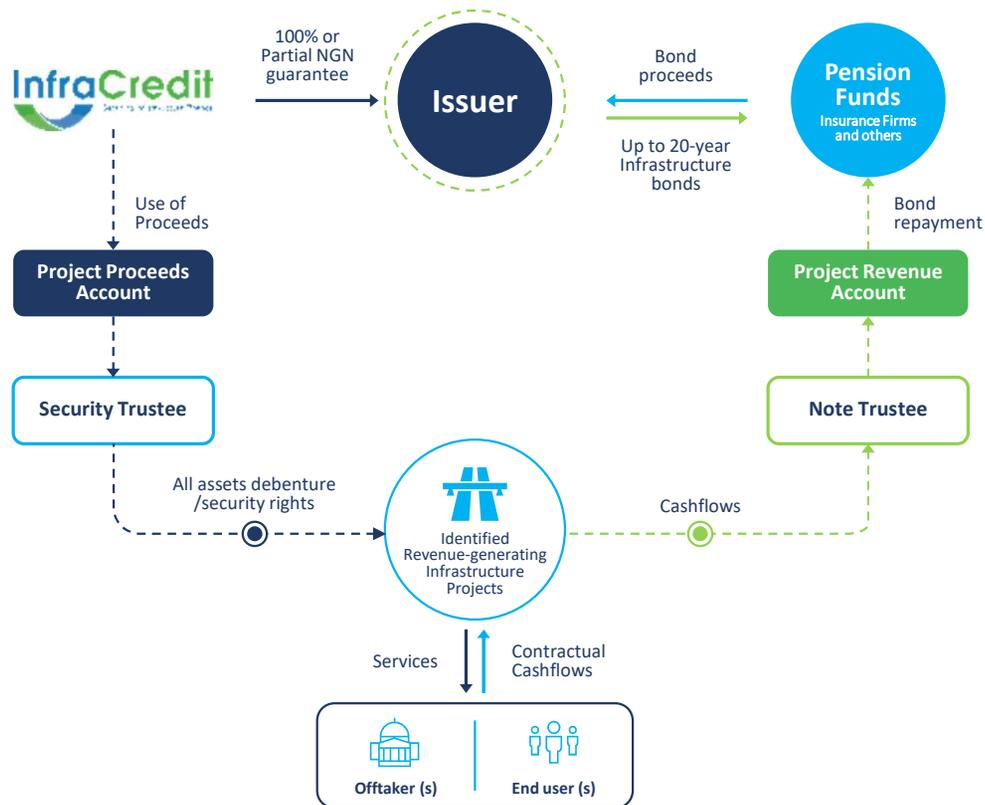 100% or
Partial NGN
guarantee
InfraCredit
Issuer
Bond
proceeds
Up to 20-year
Infrastructure
bonds
Pension
Funds
Insurance Firms
and others
Use of
Proceeds
Bond
repayment
Project Proceeds
Account
Project Revenue
Account
Security Trustee
Note Trustee
All assets debenture
/security rights
Cashflows
Identified
Revenue-generating
Infrastructure
Projects
Services
Contractual
Cashflows
Offtaker (s)
End user (s)